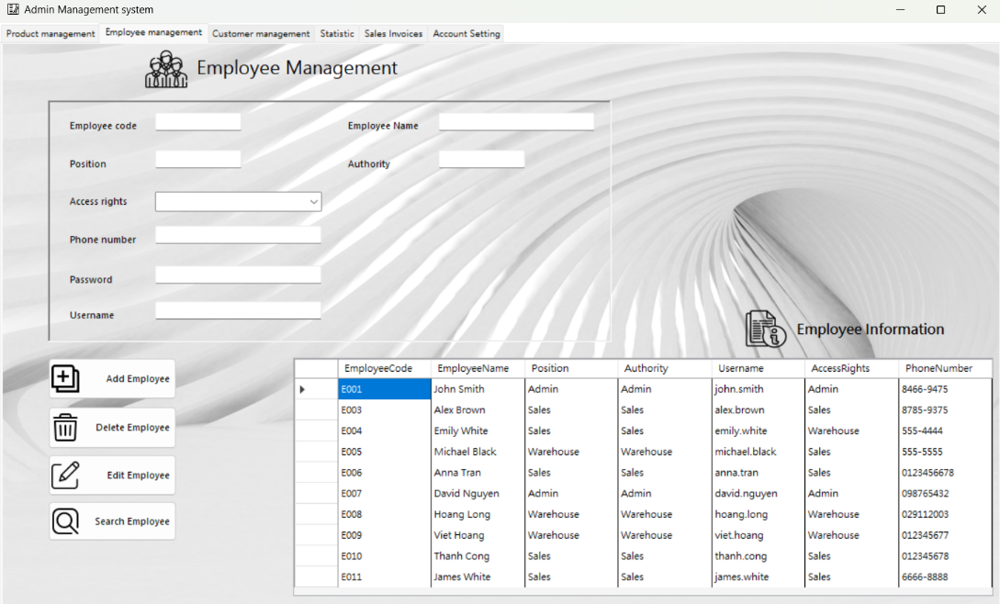 Admin Management system
Product management Employee management Customer management Statistic Sales Invoices Account Setting
Employee Management
Employee code Employee Name
Position Authority
Access rights
Phone number
Password
Username
Employee Information
Add Employee
Delete Employee
Edit Employee
Search Employee
EmployeeCode EmployeeName Position Authority Username AccessRights PhoneNumber
E001 John Smith Admin Admin john.smith Admin 8466-9475
E003 Alex Brown Sales Sales alex.brown Sales 8785-9375
E004 Emily White Sales Sales emily.white Warehouse 555-4444
E005 Michael Black Warehouse Warehouse michael.black Sales 555-5555
E006 Anna Tran Sales Sales anna.tran Sales 0123456678
E007 David Nguyen Admin Admin david.nguyen Admin 098765432
E008 Hoang Long Warehouse Warehouse hoang.long Warehouse 029112003
E009 Viet Hoang Warehouse Warehouse viet.hoang Warehouse 012345677
E010 Thanh Cong Sales Sales thanh.cong Sales 012345678
E011 James White Sales Sales james.white Sales 6666-8888